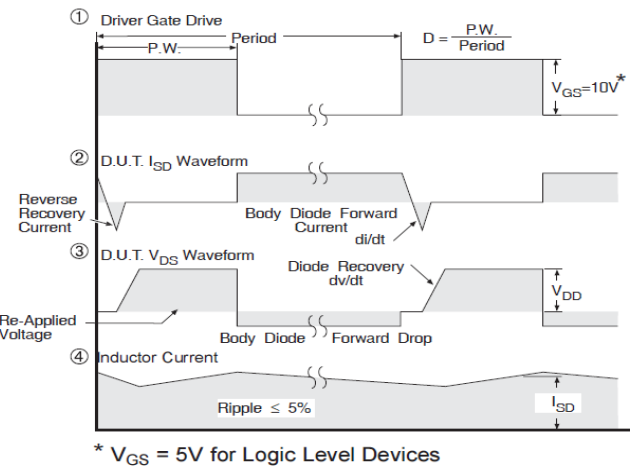 ① Driver Gate Drive
P.W.
Period
D = P.W.
Period
VGS=10V*
② D.U.T. ISD Waveform
Reverse
Recovery
Current
Body Diode Forward
Current
di/dt
③ D.U.T. VDS Waveform
Diode Recovery
dv/dt
VDD
Re-Applied
Voltage
Body Diode
Forward Drop
④ Inductor Current
Ripple ≤ 5%
ISD
* VGS = 5V for Logic Level Devices